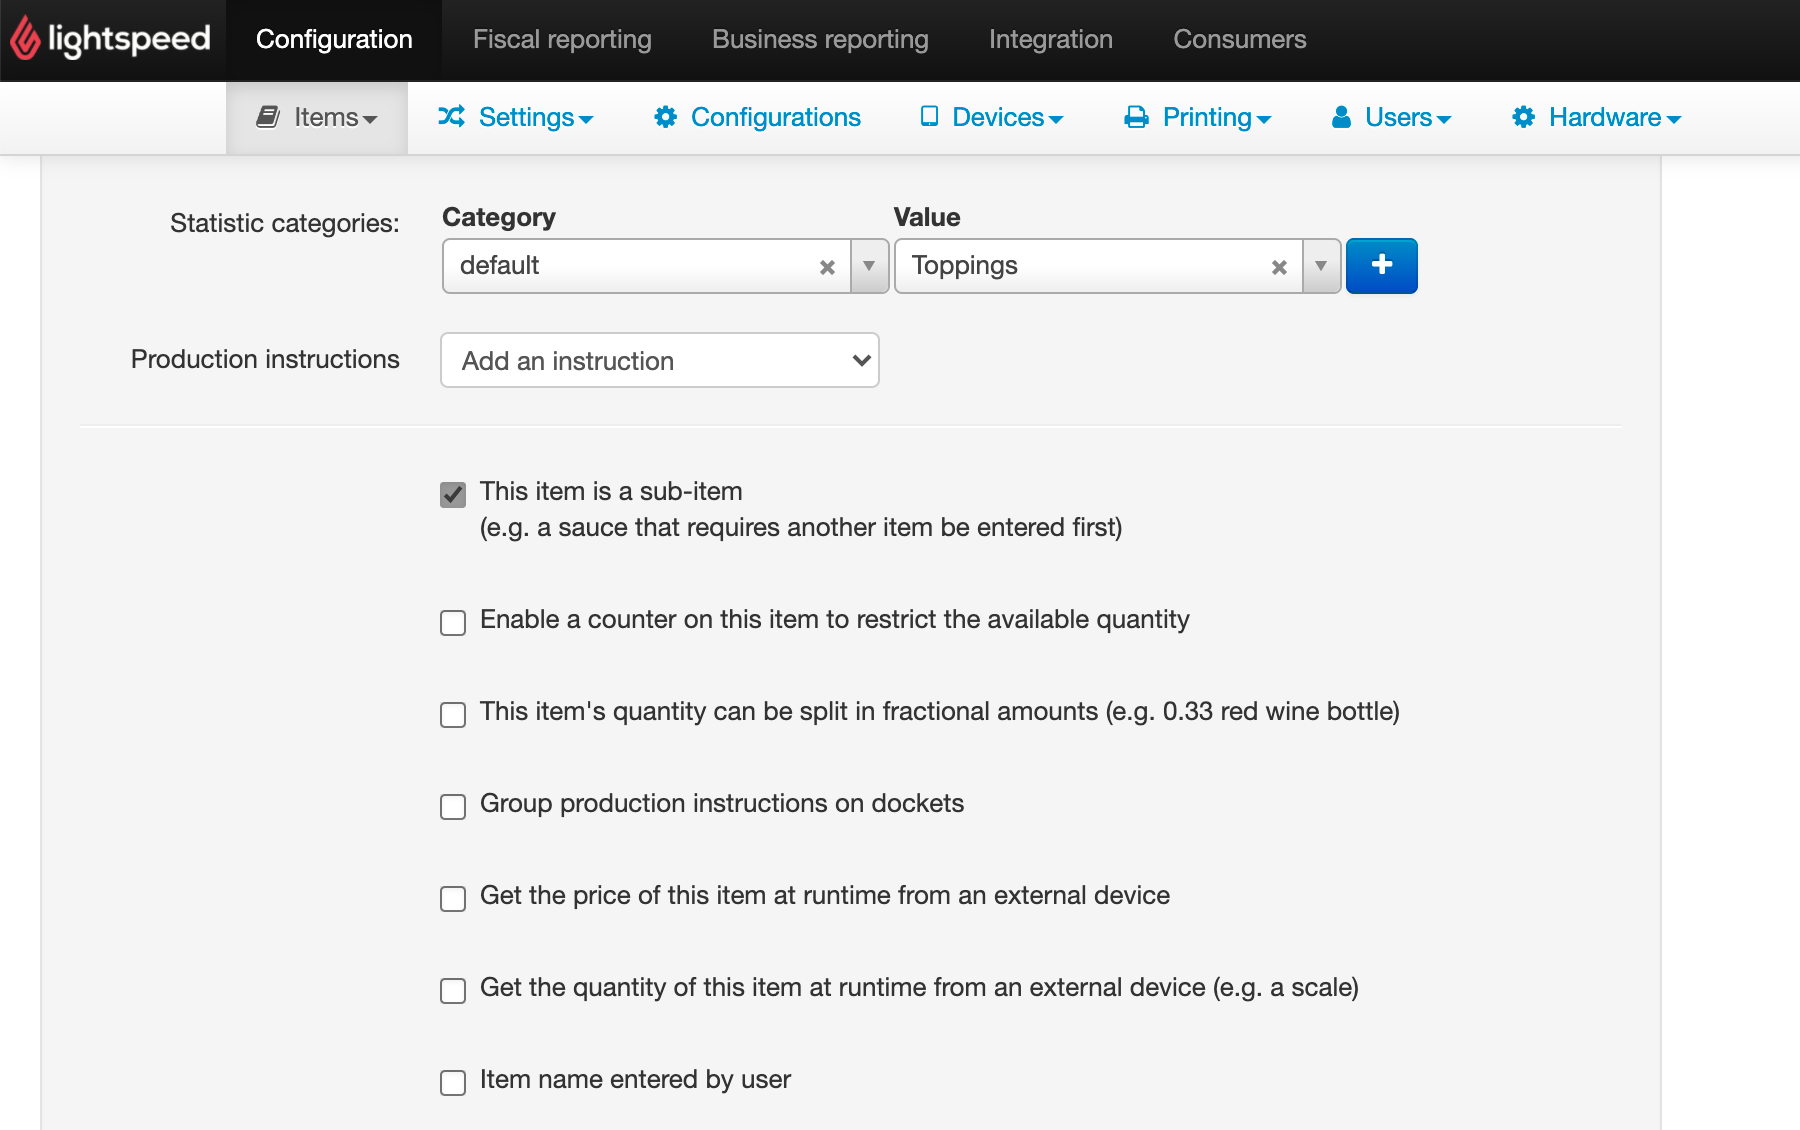 lightspeed Configuration Fiscal reporting Business reporting Integration Consumers
Items Settings Configurations Devices Printing Users Hardware
Category Value
Statistic categories: default Toppings
Production instructions Add an instruction
This item is a sub-item
(e.g. a sauce that requires another item be entered first)
Enable a counter on this item to restrict the available quantity
This item's quantity can be split in fractional amounts (e.g. 0.33 red wine bottle)
Group production instructions on dockets
Get the price of this item at runtime from an external device
Get the quantity of this item at runtime from an external device (e.g. a scale)
Item name entered by user